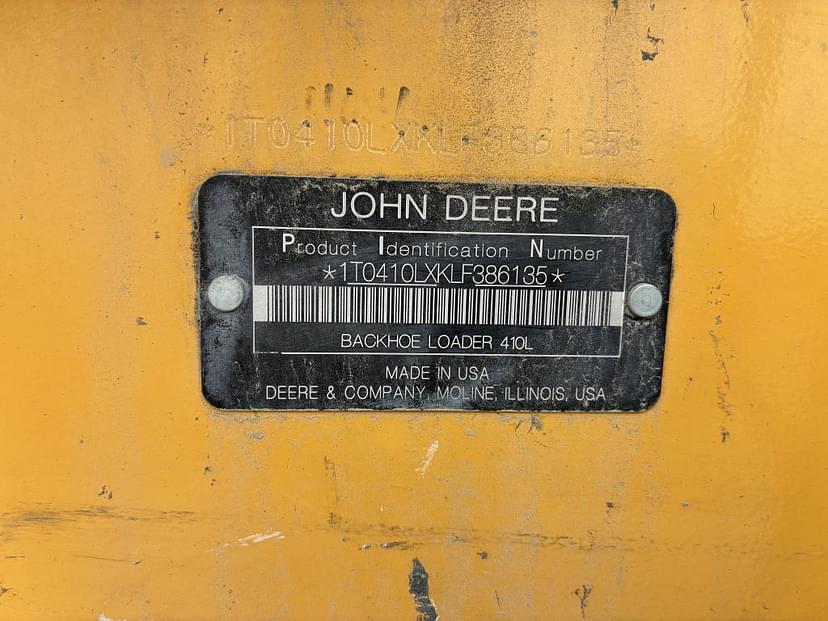 *1T0410LXKLF386135*
JOHN DEERE
Product Identification Number
*1T0410LXKLF386135*
BACKHOE LOADER 410L
MADE IN USA
DEERE & COMPANY, MOLINE, ILLINOIS, USA